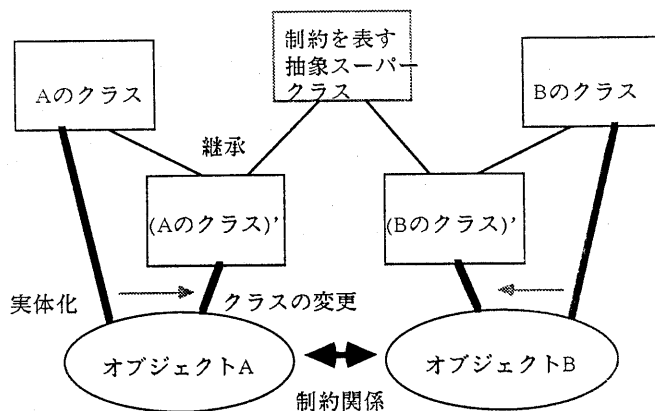 制約を表す
抽象スーパー
クラス
Aのクラス
Bのクラス
継承
(Aのクラス)'
(Bのクラス)'
実体化
クラスの変更
オブジェクトA
オブジェクトB
制約関係